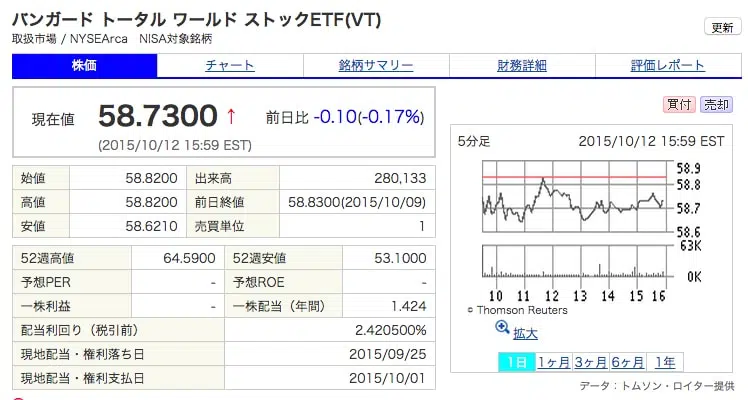 バンガード トータル ワールド ストックETF(VT)
取扱市場 / NYSEArca NISA対象銘柄
更新
株価 チャート 銘柄サマリー 財務詳細 評価レポート
買付 売却
現在値 58.7300 ↑ 前日比 -0.10(-0.17%)
(2015/10/12 15:59 EST)
始値 58.8200 出来高 280,133
高値 58.8200 前日終値 58.8300(2015/10/09)
安値 58.6210 売買単位 1
52週高値 64.5900 52週安値 53.1000
予想PER - 予想ROE -
一株利益 - 一株配当（年間） 1.424
配当利回り（税引前） 2.420500%
現地配当・権利落ち日 2015/09/25
現地配当・権利支払日 2015/10/01
5分足 2015/10/12 15:59 EST
58.9
58.8
58.7
58.6
63K
0K
10 11 12 13 14 15 16
© Thomson Reuters
拡大
1日 1ヶ月 3ヶ月 6ヶ月 1年
データ：トムソン・ロイター提供